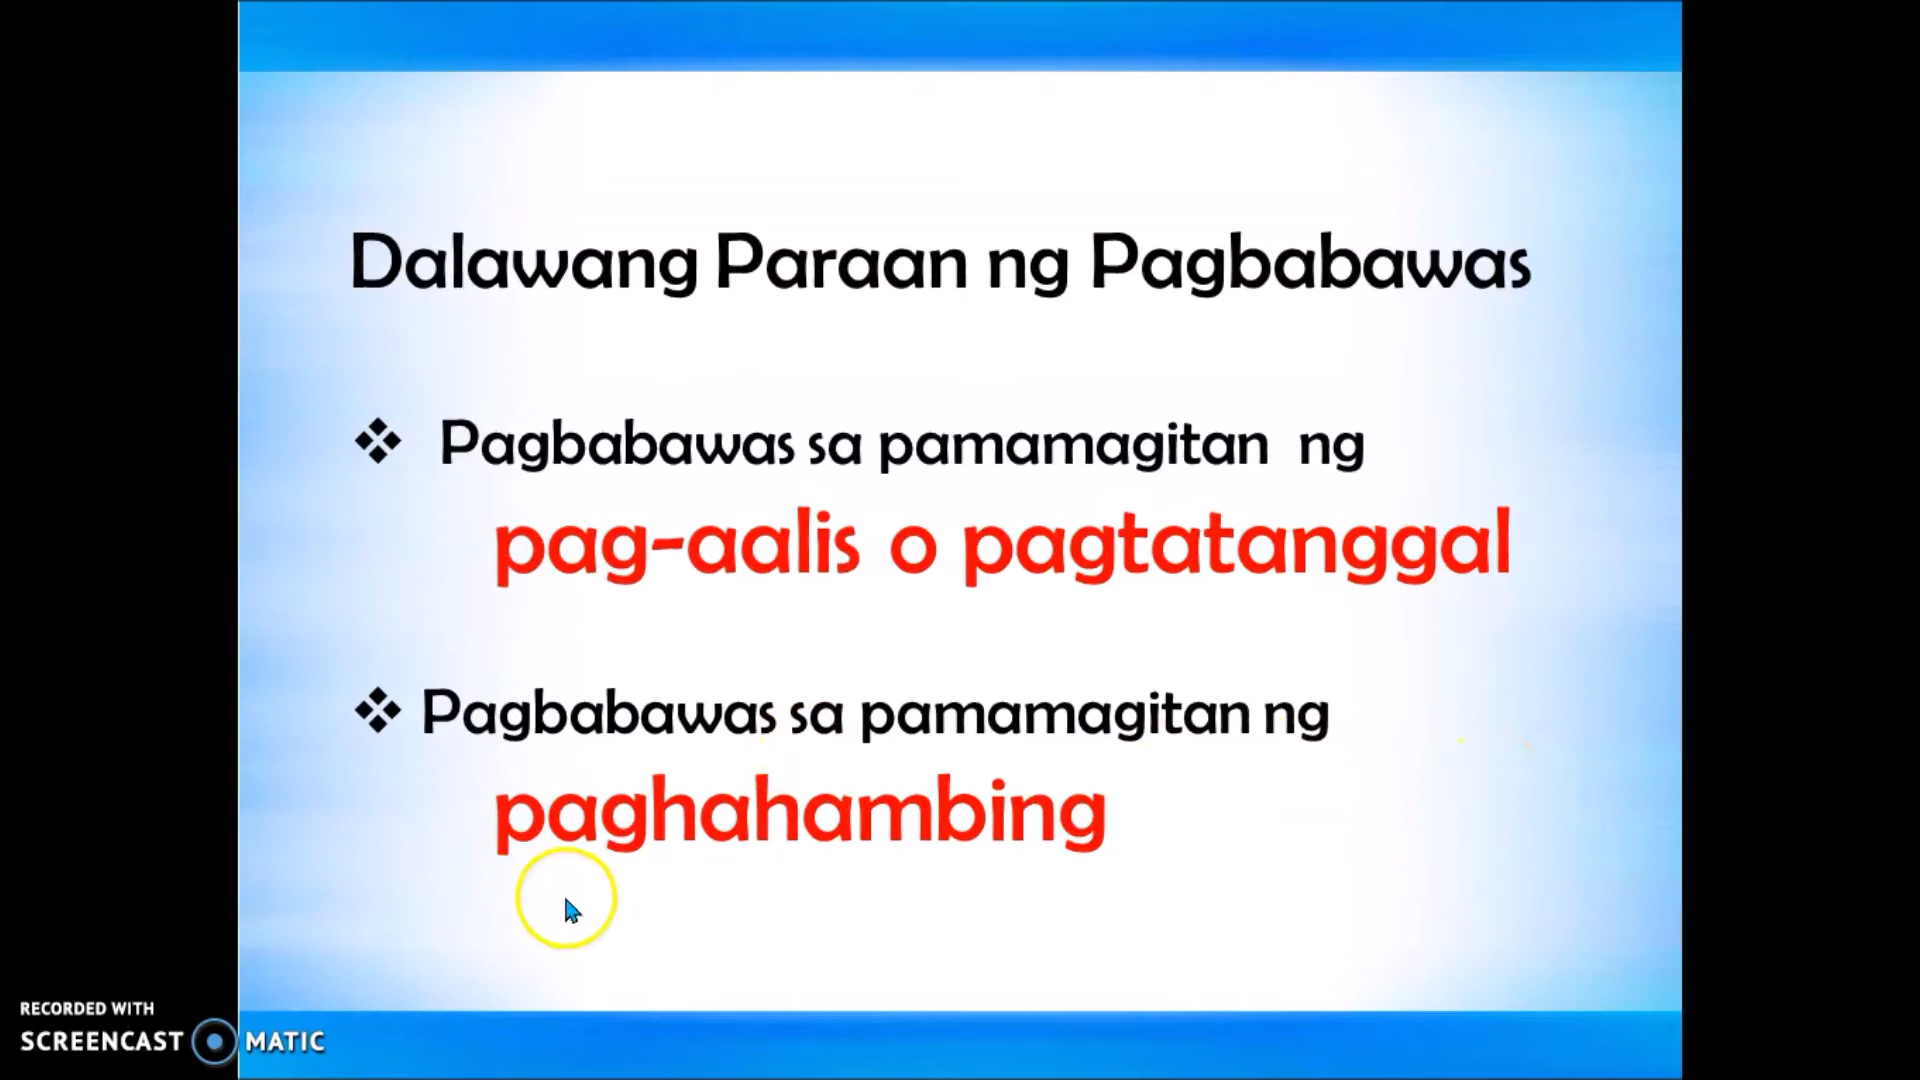 Dalawang Paraan ng Pagbabawas
❖ Pagbabawas sa pamamagitan ng
pag-aalis o pagtatanggal
❖ Pagbabawas sa pamamagitan ng
paghahambing
RECORDED WITH
SCREENCAST MATIC